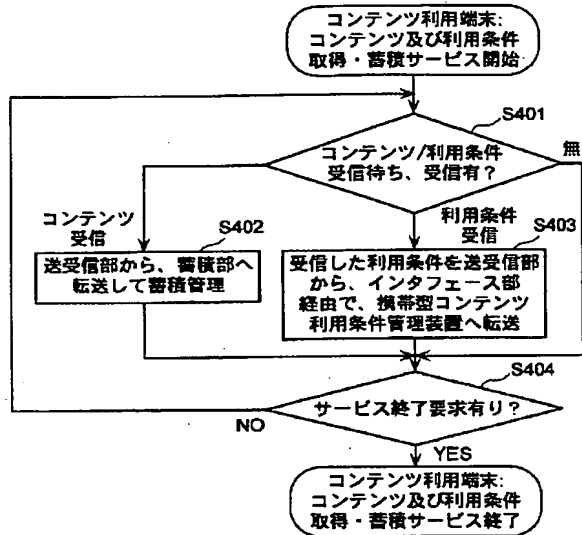 コンテンツ利用端末:
コンテンツ及び利用条件
取得・蓄積サービス開始
S401
コンテンツ/利用条件
受信待ち、受信有?
無
コンテンツ
受信
利用条件
受信
S402
送受信部から、蓄積部へ
転送して蓄積管理
S403
受信した利用条件を送受信部
から、インタフェース部
経由で、携帯型コンテンツ
利用条件管理装置へ転送
S404
サービス終了要求有り?
NO
YES
コンテンツ利用端末:
コンテンツ及び利用条件
取得・蓄積サービス終了